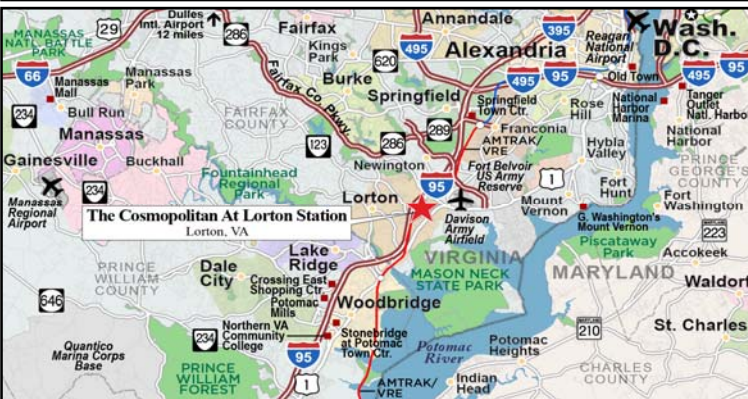 Dulles
Intl. Airport
12 miles
MANASSAS
NATL BATTLE
PARK
29
286
Fairfax
Kings
Park
620
Annandale
395
495
Reagan
National
Airport
Wash.
D.C.
Alexandria
66
Manassas
Mall
Manassas
Park
Burke
Springfield
495
95
Old Town
495
95
Fairfax Co. Pkwy.
234
Bull Run
FAIRFAX
COUNTY
Springfield
Town Ctr.
Rose
Hill
National
Harbor
Marina
Tanger
Outlet
Natl. Harbor
Manassas
123
286
289
Franconia
AMTRAK/
VRE
Hybla
Valley
National
Harbor
Gainesville
Buckhall
Newington
Fort Belvoir
US Army
Reserve
1
PRINCE
GEORGE'S
COUNTY
234
Fountainhead
Regional
Park
95
Fort
Hunt
Manassas
Regional
Airport
Lorton
Mount
Vernon
Fort
Washington
The Cosmopolitan At Lorton Station
Lorton, VA
Davison
Army
Airfield
G. Washington's
Mount Vernon
MARYLAND
223
Lake
Ridge
VIRGINIA
Piscataway
Park
Accokeek
PRINCE
WILLIAM
COUNTY
Dale
City
Crossing East
Shopping Ctr.
MASON NECK
STATE PARK
MARYLAND
Waldorf
646
Potomac
Mills
Woodbridge
MARYLAND
210
St. Charles
234
Northern VA
Community
College
Stonebridge
at Potomac
Town Ctr.
Potomac
River
Potomac
Heights
Quantico
Marina Corps
Base
95
PRINCE
WILLIAM
FOREST
1
AMTRAK/
VRE
Indian
Head
CHARLES
COUNTY